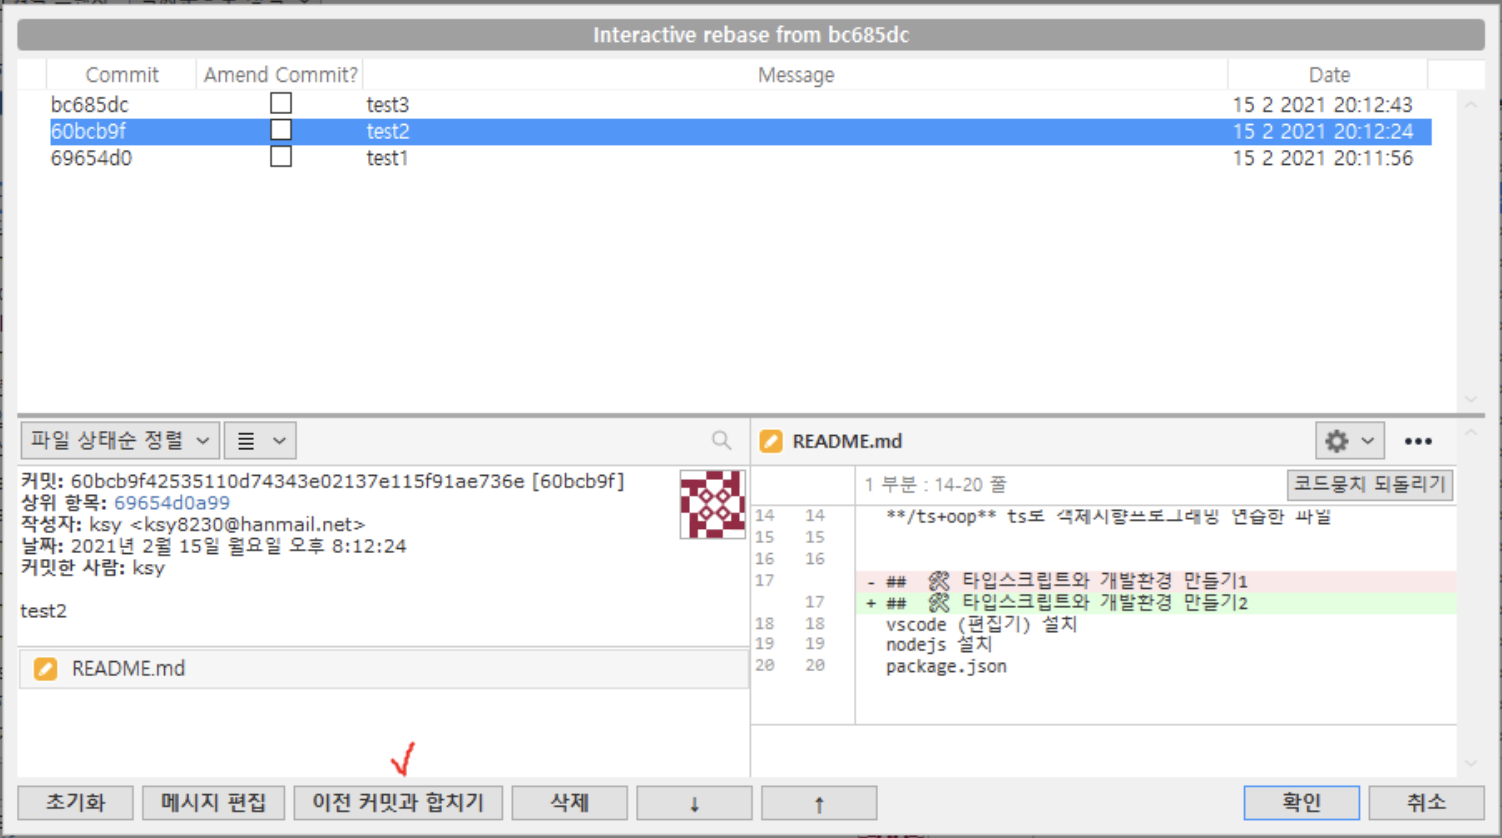 Interactive rebase from bc685dc
Commit Amend Commit? Message Date
bc685dc test3 15 2 2021 20:12:43
60bcb9f test2 15 2 2021 20:12:24
69654d0 test1 15 2 2021 20:11:56
파일 상태순 정렬
README.md
커밋: 60bcb9f42535110d74343e02137e115f91ae736e [60bcb9f]
상위 항목: 69654d0a99
작성자: ksy <ksy8230@hanmail.net>
날짜: 2021년 2월 15일 월요일 오후 8:12:24
커밋한 사람: ksy
test2
README.md
1 부분 : 14-20 줄 코드뭉치 되돌리기
14 14 **/ts+oop** ts로 객체지향프로그래밍 연습한 파일
15 15
16 16
17 - ## 🛠 타입스크립트와 개발환경 만들기1
17 + ## 🛠 타입스크립트와 개발환경 만들기2
18 18 vscode (편집기) 설치
19 19 nodejs 설치
20 20 package.json
초기화 메시지 편집 이전 커밋과 합치기 삭제 ↓ ↑ 확인 취소